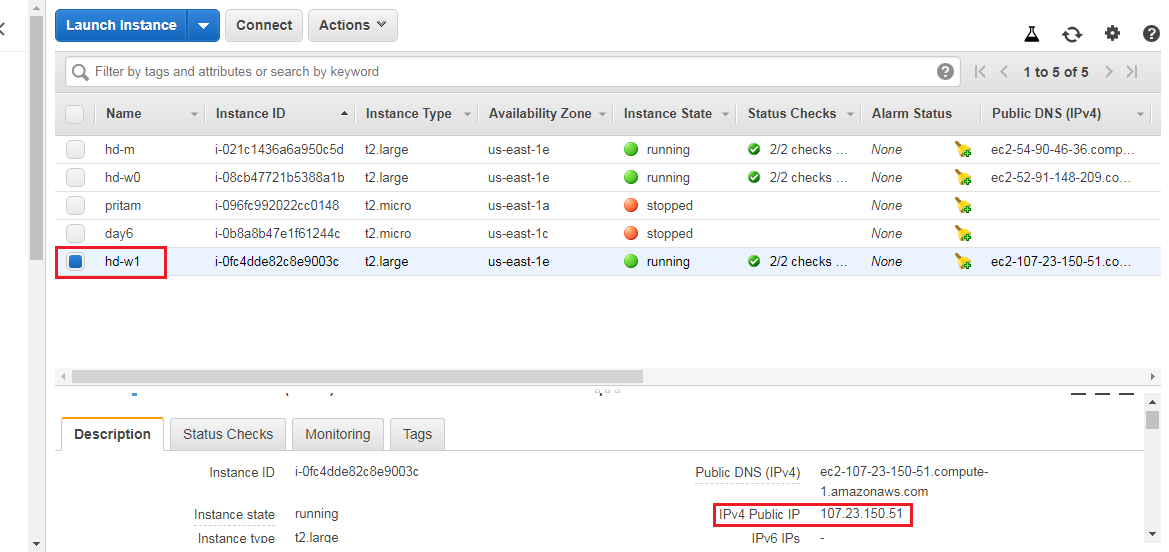 Launch Instance Connect Actions
Filter by tags and attributes or search by keyword 1 to 5 of 5
Name Instance ID Instance Type Availability Zone Instance State Status Checks Alarm Status Public DNS (IPv4)
hd-m i-021c1436a6a950c5d t2.large us-east-1e running 2/2 checks ... None ec2-54-90-46-36.comp...
hd-w0 i-08cb47721b5388a1b t2.large us-east-1e running 2/2 checks ... None ec2-52-91-148-209.co...
pritam i-096fc992022cc0148 t2.micro us-east-1a stopped None
day6 i-0b8a8b47e1f61244c t2.micro us-east-1c stopped None
hd-w1 i-0fc4dde82c8e9003c t2.large us-east-1e running 2/2 checks ... None ec2-107-23-150-51.co...
Description Status Checks Monitoring Tags
Instance ID i-0fc4dde82c8e9003c Public DNS (IPv4) ec2-107-23-150-51.compute-
1.amazonaws.com
Instance state running IPv4 Public IP 107.23.150.51
Instance type t2.large IPv6 IPs -